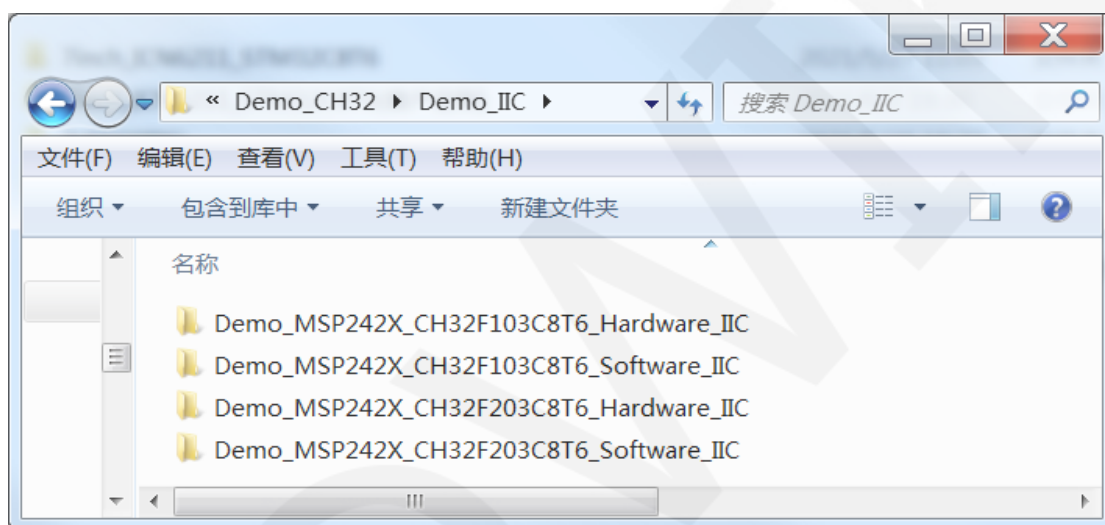 « Demo_CH32 ▸ Demo_IIC ▸ 搜索 Demo_IIC
文件(F) 编辑(E) 查看(V) 工具(T) 帮助(H)
组织 包含到库中 共享 新建文件夹
名称
Demo_MSP242X_CH32F103C8T6_Hardware_IIC
Demo_MSP242X_CH32F103C8T6_Software_IIC
Demo_MSP242X_CH32F203C8T6_Hardware_IIC
Demo_MSP242X_CH32F203C8T6_Software_IIC